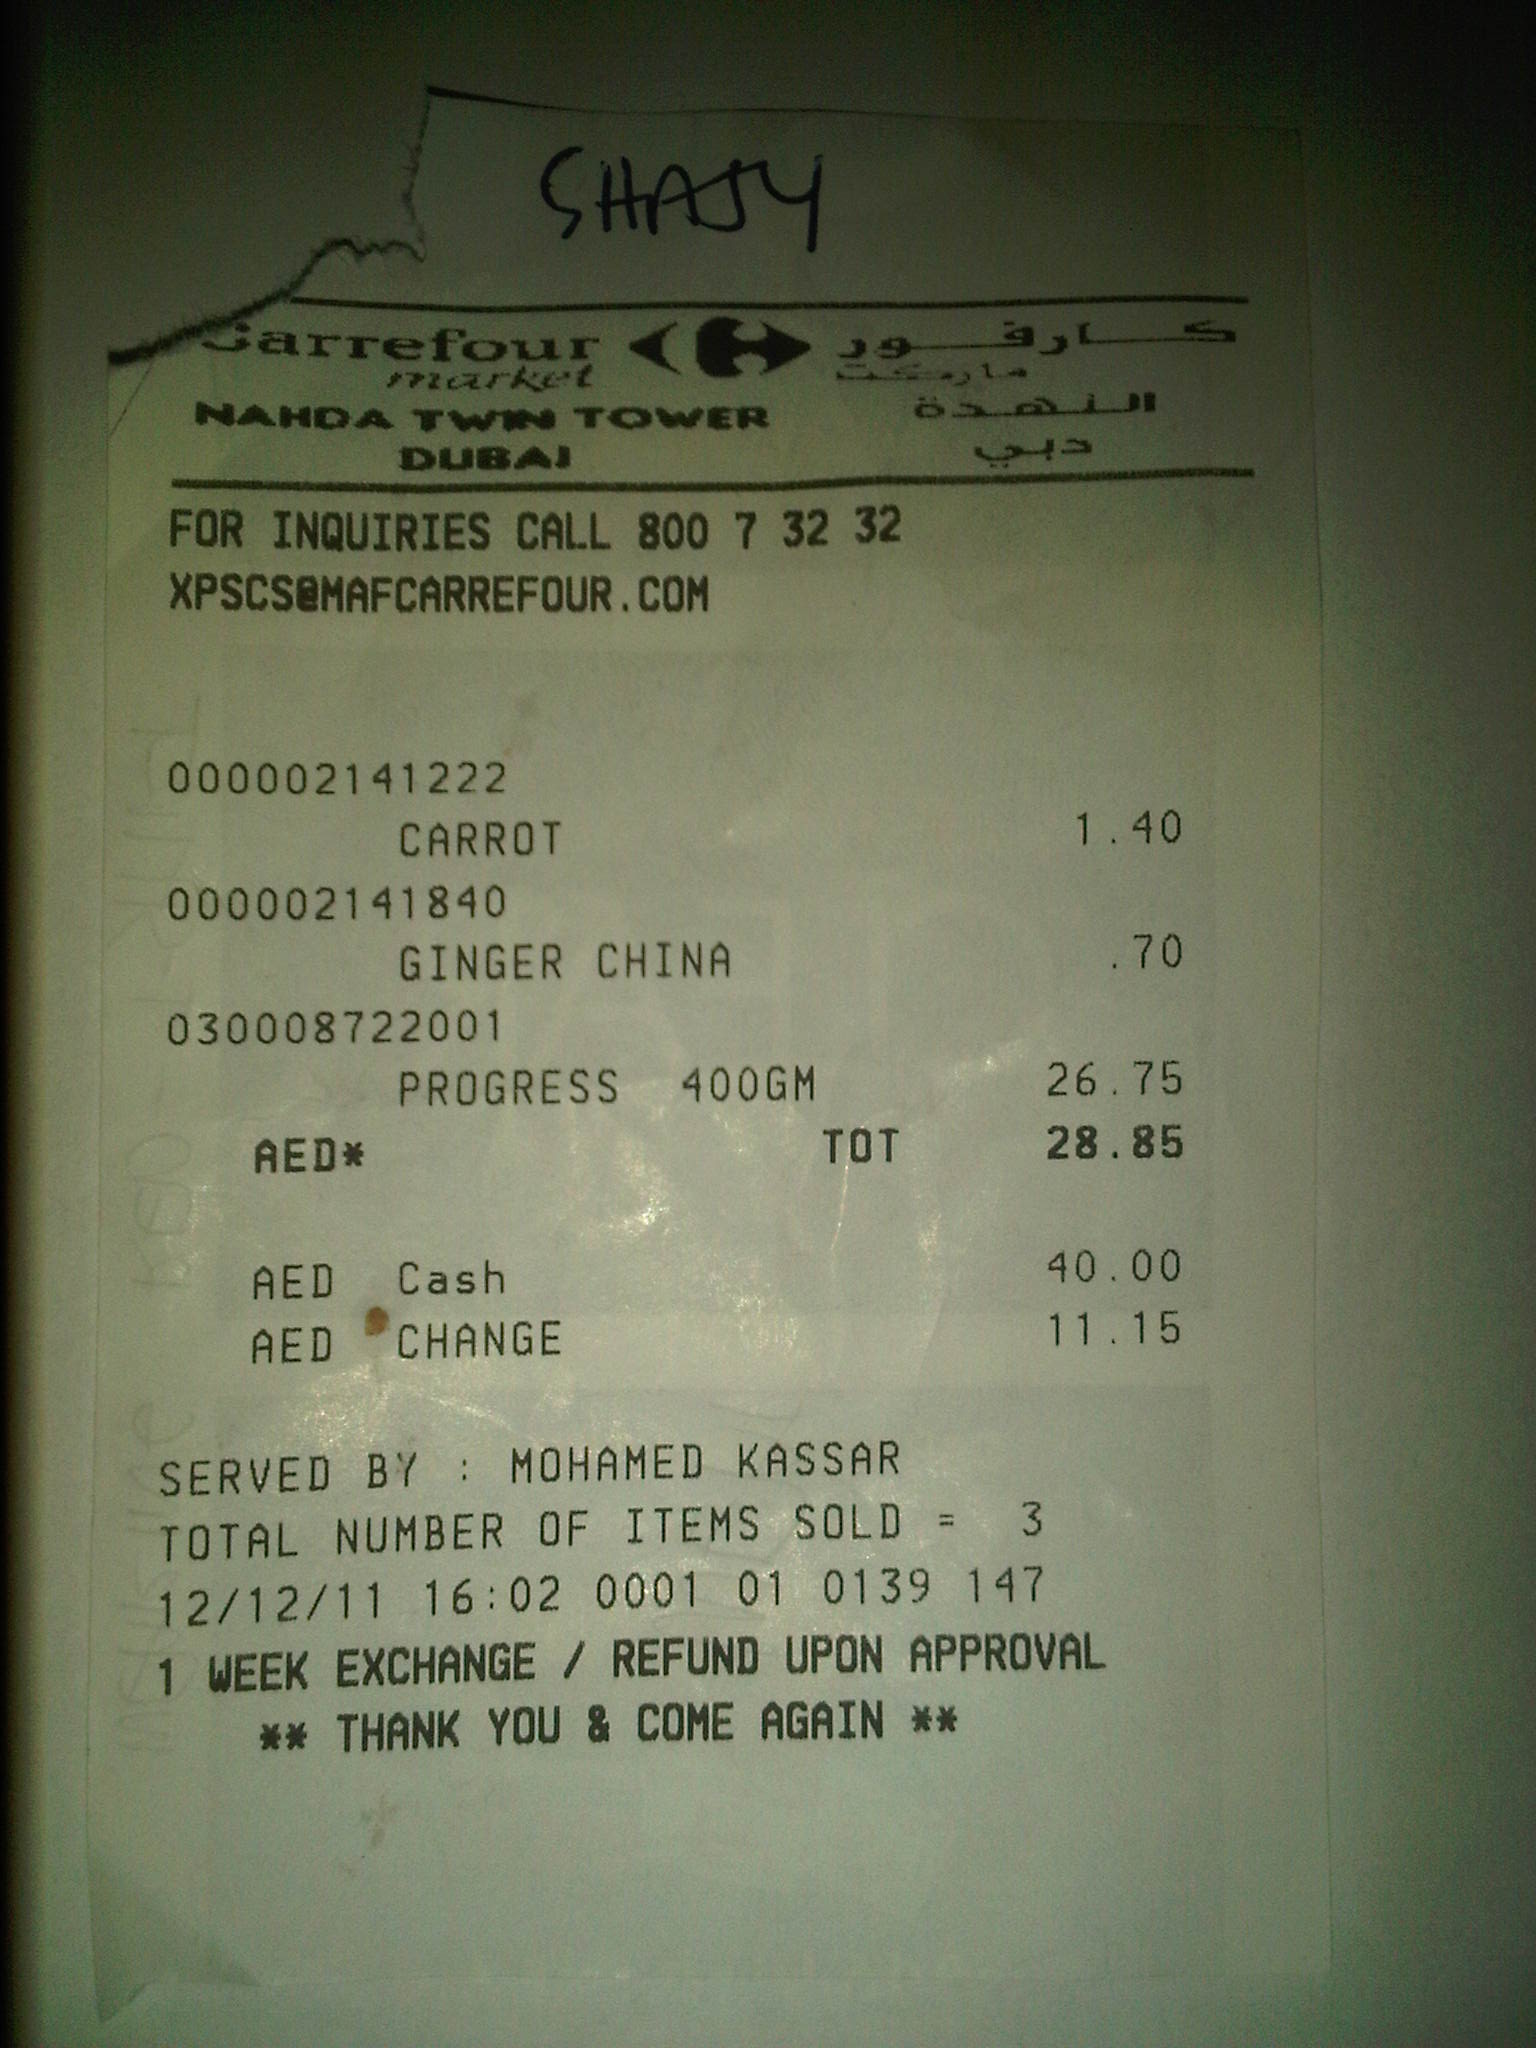 SHAJY
Carrefour كارفور
market ماركت
NAHDA TWIN TOWER النهدة
DUBAI دبي
FOR INQUIRIES CALL 800 7 32 32
XPSCS@MAFCARREFOUR.COM
000002141222
CARROT 1.40
000002141840
GINGER CHINA .70
030008722001
PROGRESS 400GM 26.75
AED* TOT 28.85
AED Cash 40.00
AED CHANGE 11.15
SERVED BY : MOHAMED KASSAR
TOTAL NUMBER OF ITEMS SOLD = 3
12/12/11 16:02 0001 01 0139 147
1 WEEK EXCHANGE / REFUND UPON APPROVAL
** THANK YOU & COME AGAIN **